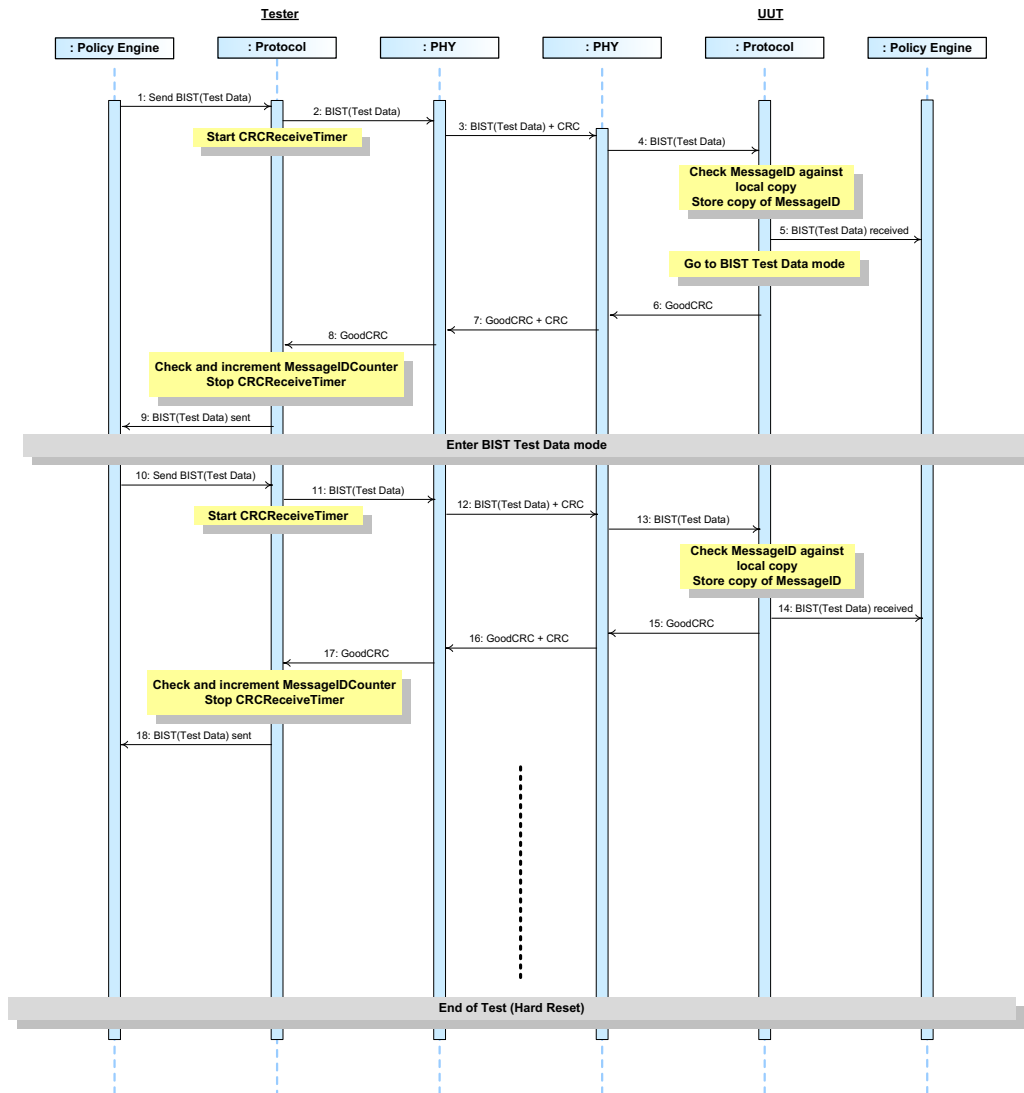 Tester
UUT
: Policy Engine
: Protocol
: PHY
: PHY
: Protocol
: Policy Engine
1: Send BIST(Test Data)
2: BIST(Test Data)
Start CRCReceiveTimer
3: BIST(Test Data) + CRC
4: BIST(Test Data)
Check MessageID against
local copy
Store copy of MessageID
5: BIST(Test Data) received
Go to BIST Test Data mode
6: GoodCRC
7: GoodCRC + CRC
8: GoodCRC
Check and increment MessageIDCounter
Stop CRCReceiveTimer
9: BIST(Test Data) sent
Enter BIST Test Data mode
10: Send BIST(Test Data)
11: BIST(Test Data)
Start CRCReceiveTimer
12: BIST(Test Data) + CRC
13: BIST(Test Data)
Check MessageID against
local copy
Store copy of MessageID
14: BIST(Test Data) received
15: GoodCRC
16: GoodCRC + CRC
17: GoodCRC
Check and increment MessageIDCounter
Stop CRCReceiveTimer
18: BIST(Test Data) sent
End of Test (Hard Reset)